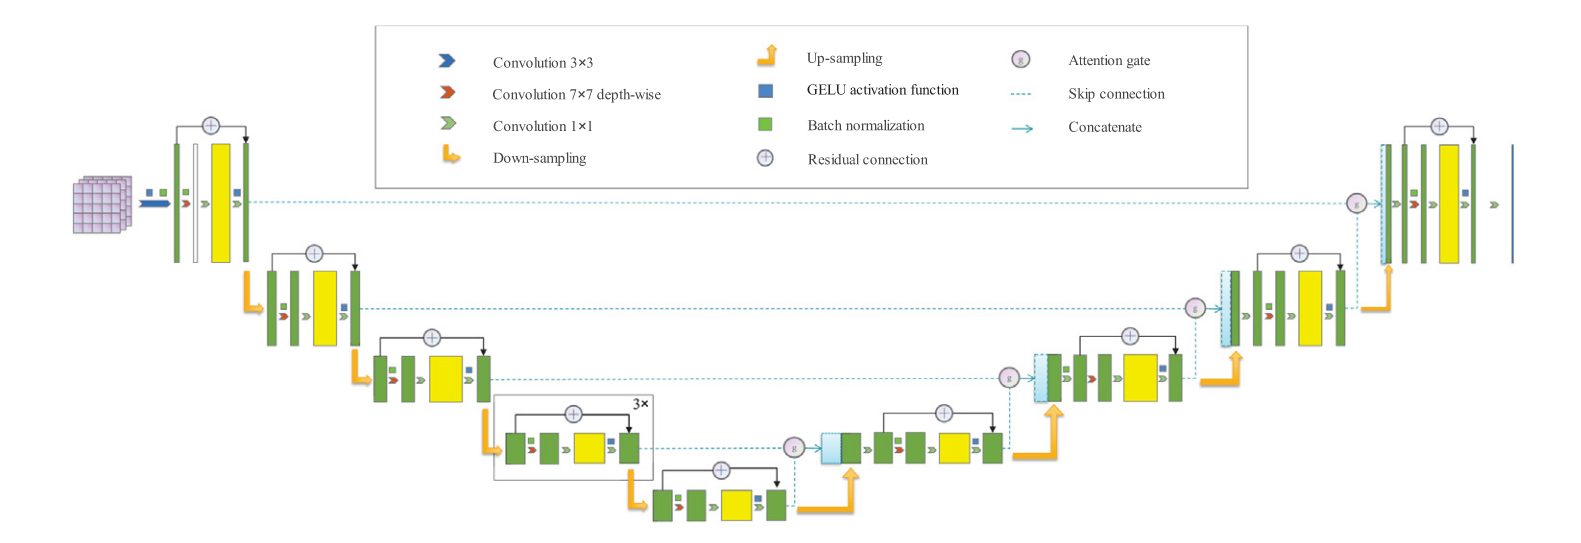 Convolution 3×3
Convolution 7×7 depth-wise
Convolution 1×1
Down-sampling
Up-sampling
GELU activation function
Batch normalization
Residual connection
g
Attention gate
Skip connection
Concatenate
g
g
g
3×
g